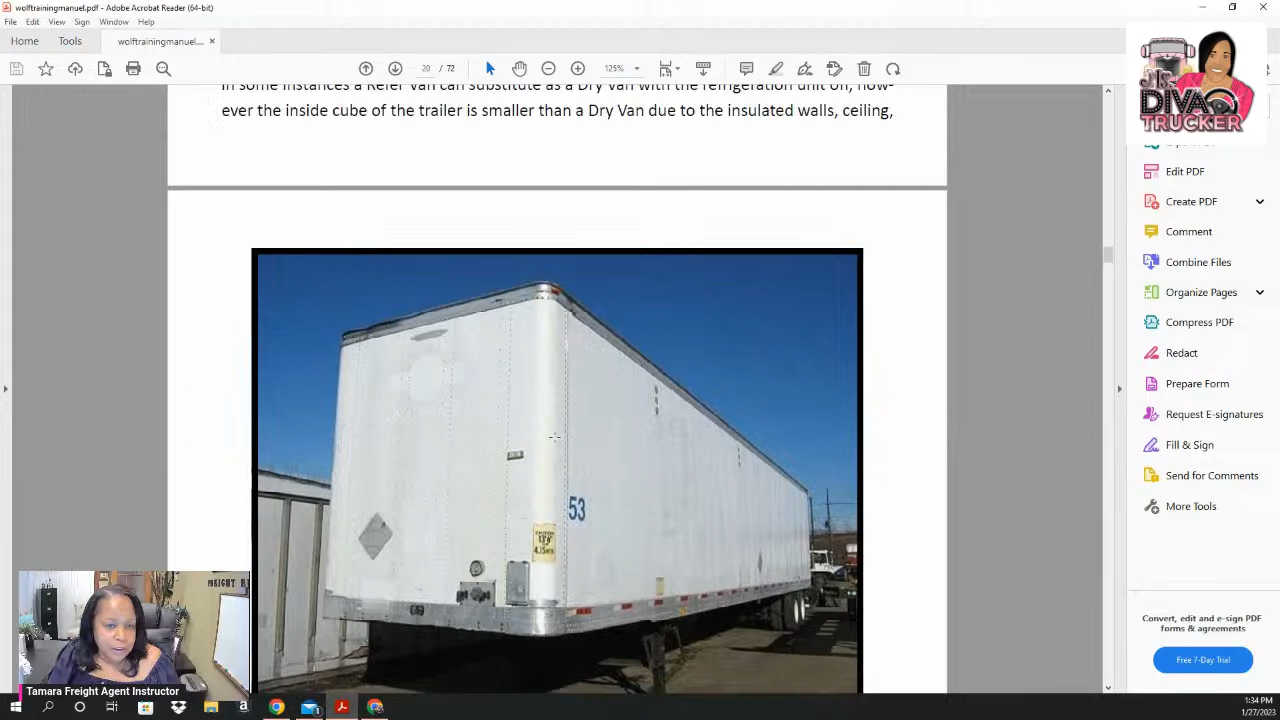 wolftrainingmanuel.pdf - Adobe Acrobat Reader (64-bit)
File Edit View Sign Window Help
Home Tools wolftrainingmanuel...
20 / 125%
in some instances a Refer Van can substitute as a Dry Van with the refrigeration unit off, how-
ever the inside cube of the trailer is smaller than a Dry Van due to the insulated walls, ceiling,
53
13'6"
DIVA
TRUCKER
Edit PDF
Create PDF
Comment
Combine Files
Organize Pages
Compress PDF
Redact
Prepare Form
Request E-signatures
Fill & Sign
Send for Comments
More Tools
Convert, edit and e-sign PDF
forms & agreements
Free 7-Day Trial
Tamara Freight Agent Instructor
1:34 PM
1/27/2023